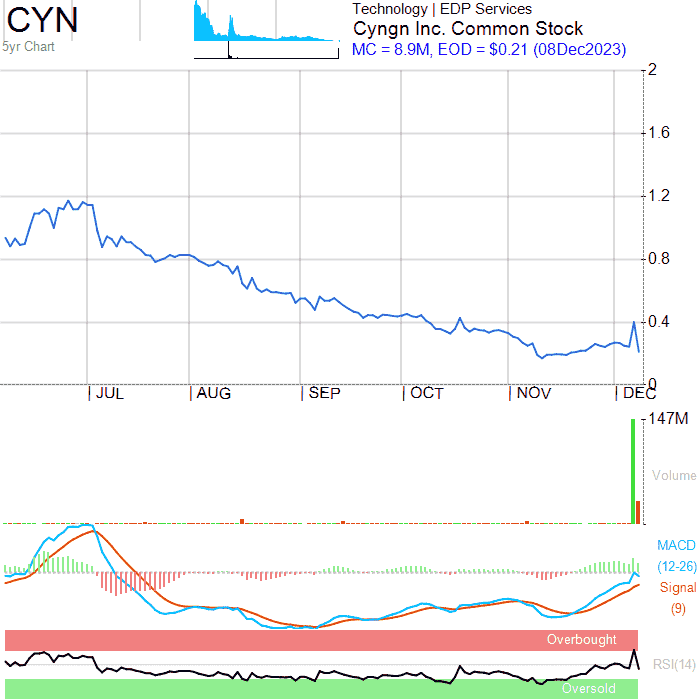 CYN
5yr Chart
Technology | EDP Services
Cyngn Inc. Common Stock
MC = 8.9M, EOD = $0.21 (08Dec2023)
2
1.6
1.2
0.8
0.4
0
JUL AUG SEP OCT NOV DEC
147M
Volume
MACD
(12-26)
Signal
(9)
Overbought
RSI(14)
Oversold